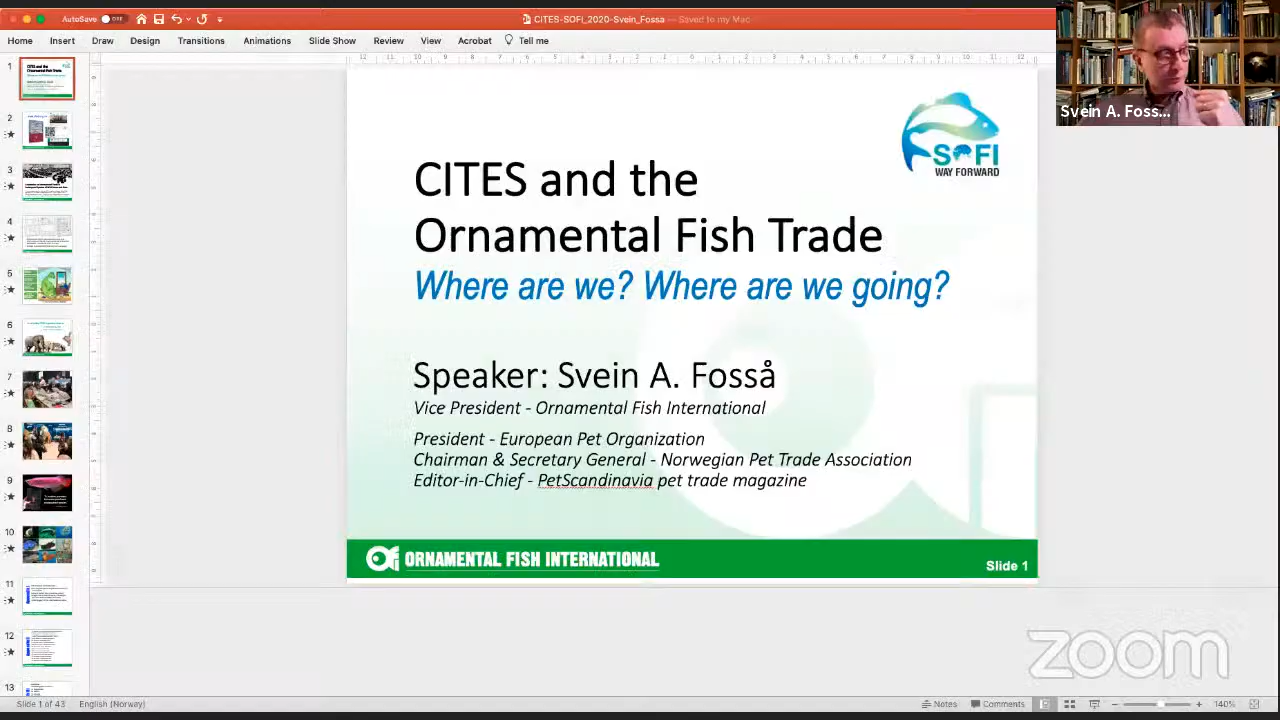 AutoSave OFF
CITES-SOFI_2020-Svein_Fossa — Saved to my Mac
Home Insert Draw Design Transitions Animations Slide Show Review View Acrobat Tell me
Svein A. Foss...
SOFI
WAY FORWARD
CITES and the
Ornamental Fish Trade
Where are we? Where are we going?
Speaker: Svein A. Fosså
Vice President - Ornamental Fish International
President - European Pet Organization
Chairman & Secretary General - Norwegian Pet Trade Association
Editor-in-Chief - PetScandinavia pet trade magazine
ORNAMENTAL FISH INTERNATIONAL
Slide 1
zoom
Slide 1 of 43 English (Norway) Notes Comments 140%